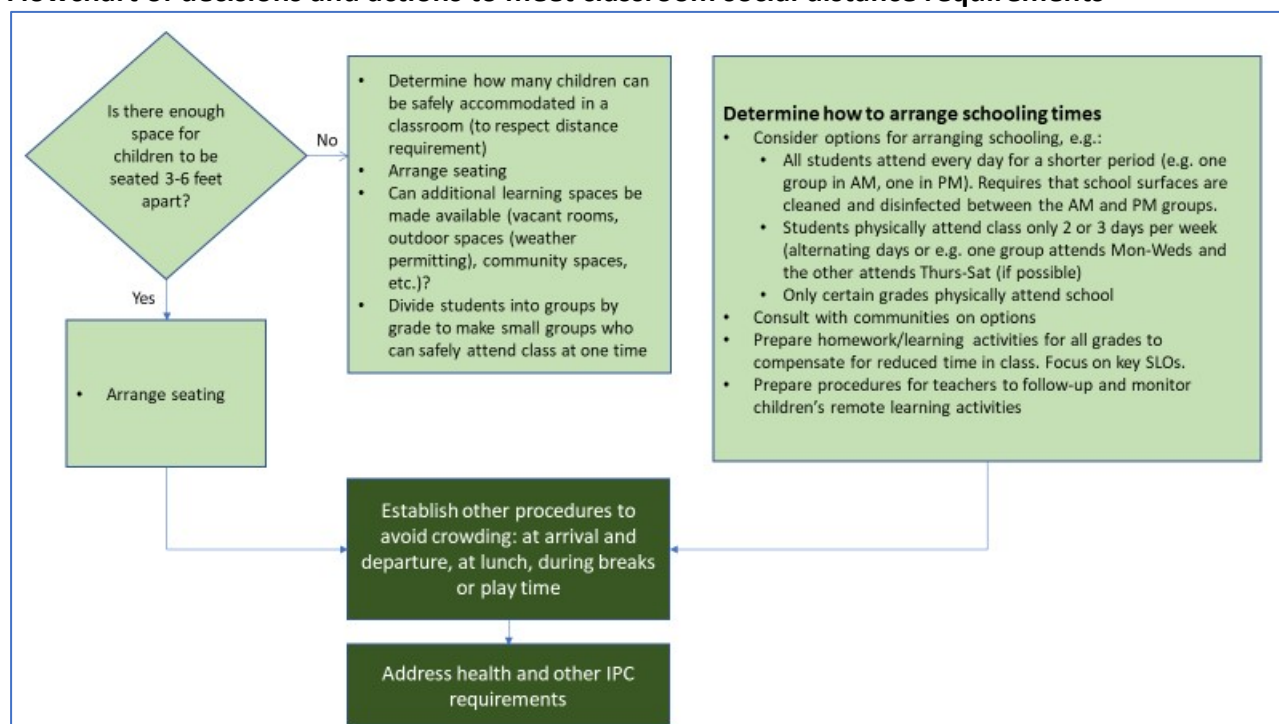 Flowchart of decisions and actions to meet classroom social distance requirements
Is there enough
space for
children to be
seated 3-6 feet
apart?
No
Yes
• Determine how many children can
be safely accommodated in a
classroom (to respect distance
requirement)
• Arrange seating
• Can additional learning spaces be
made available (vacant rooms,
outdoor spaces (weather
permitting), community spaces,
etc.)?
• Divide students into groups by
grade to make small groups who
can safely attend class at one time
Determine how to arrange schooling times
• Consider options for arranging schooling, e.g.:
• All students attend every day for a shorter period (e.g. one
group in AM, one in PM). Requires that school surfaces are
cleaned and disinfected between the AM and PM groups.
• Students physically attend class only 2 or 3 days per week
(alternating days or e.g. one group attends Mon-Weds and
the other attends Thurs-Sat (if possible)
• Only certain grades physically attend school
• Consult with communities on options
• Prepare homework/learning activities for all grades to
compensate for reduced time in class. Focus on key SLOs.
• Prepare procedures for teachers to follow-up and monitor
children's remote learning activities
• Arrange seating
Establish other procedures to
avoid crowding: at arrival and
departure, at lunch, during breaks
or play time
Address health and other IPC
requirements